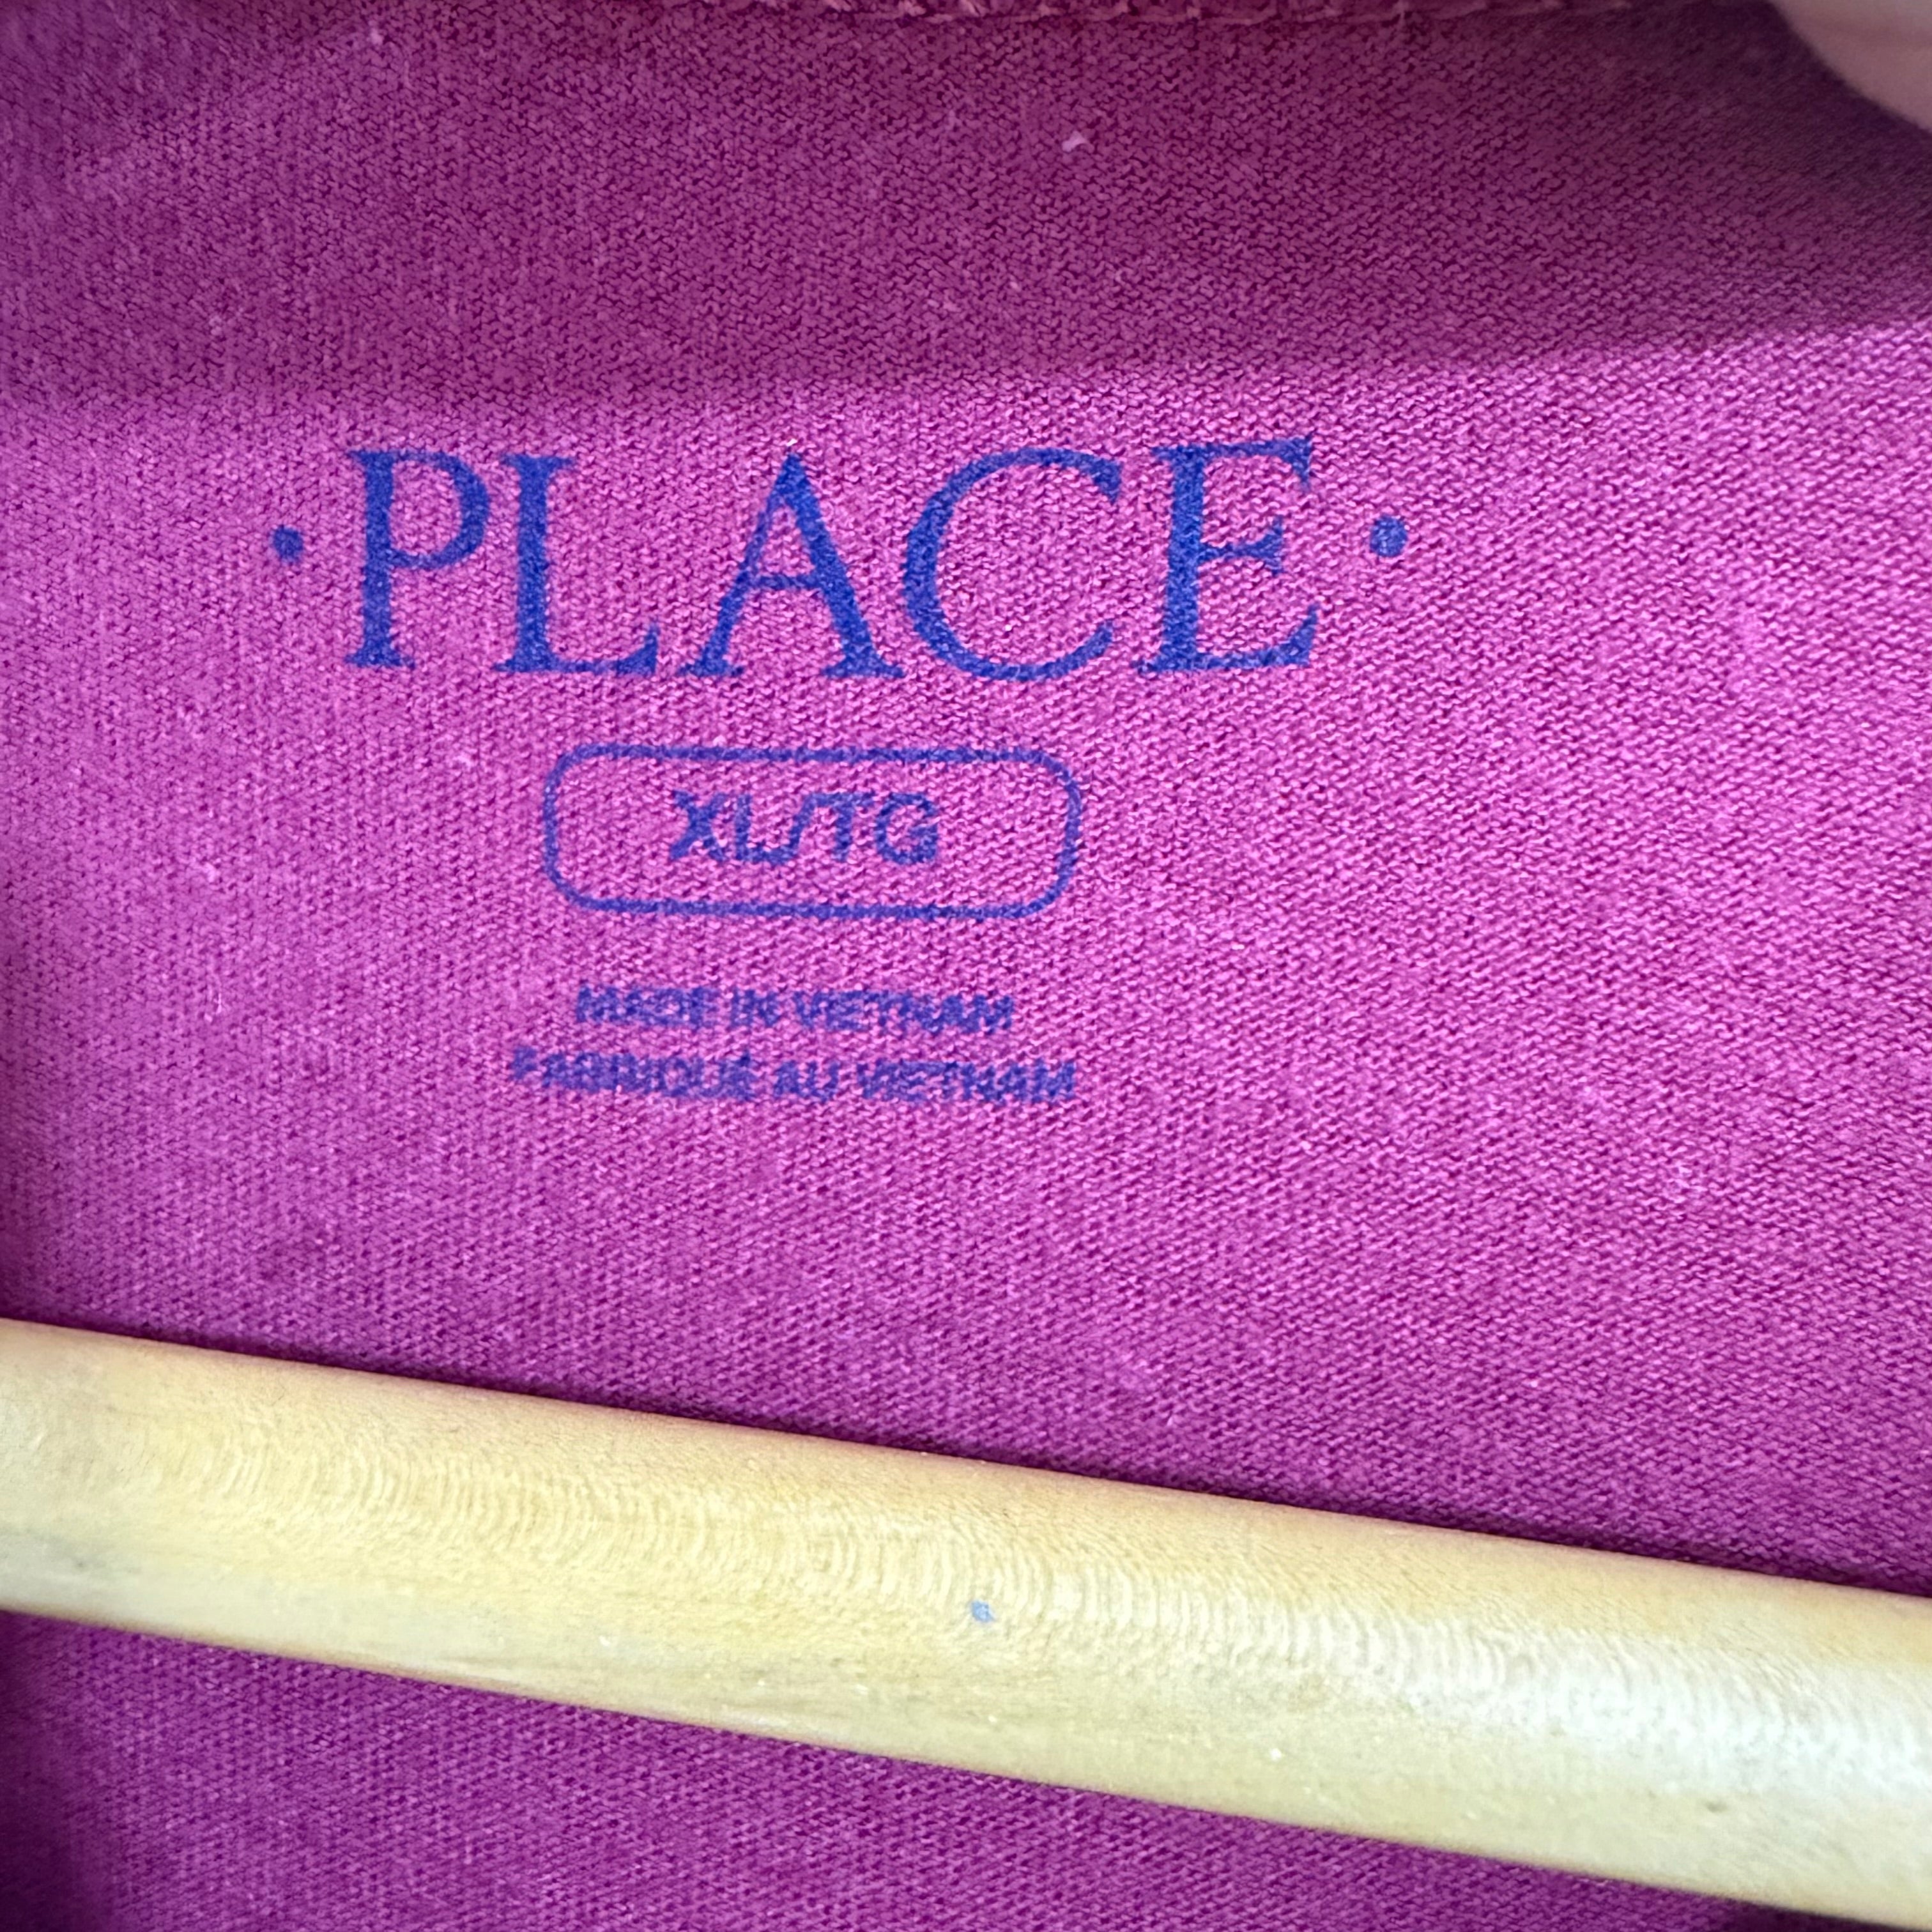 ·PLACE·
XL/TG
MADE IN VIETNAM
FABRIQUÉ AU VIETNAM